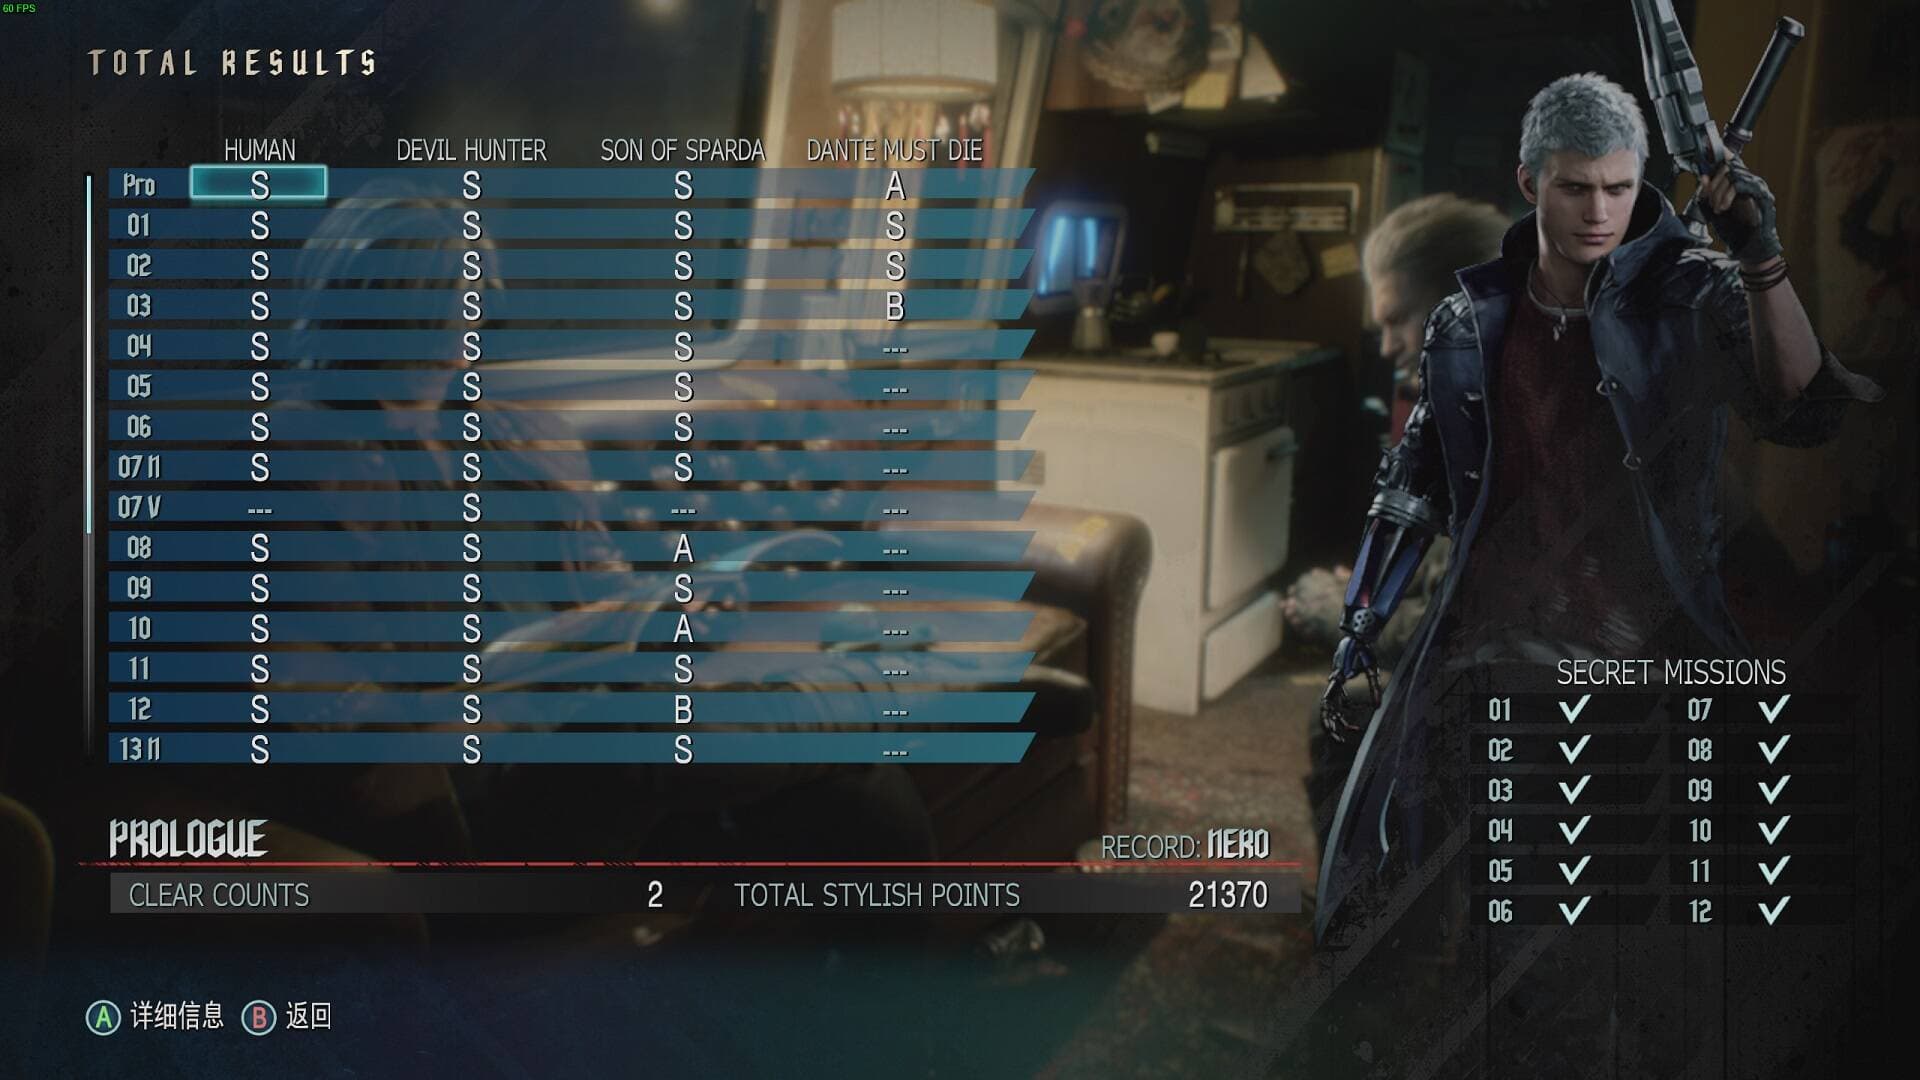 60 FPS
TOTAL RESULTS
HUMAN DEVIL HUNTER SON OF SPARDA DANTE MUST DIE
Pro S S S A
01 S S S S
02 S S S S
03 S S S B
04 S S S ---
05 S S S ---
06 S S S ---
07 N S S S ---
07 V --- S --- ---
08 S S A ---
09 S S S ---
10 S S A ---
11 S S S ---
12 S S B ---
13 N S S S ---
SECRET MISSIONS
01 ✓ 07 ✓
02 ✓ 08 ✓
03 ✓ 09 ✓
04 ✓ 10 ✓
05 ✓ 11 ✓
06 ✓ 12 ✓
PROLOGUE RECORD: NERO
CLEAR COUNTS 2 TOTAL STYLISH POINTS 21370
A 详细信息 B 返回